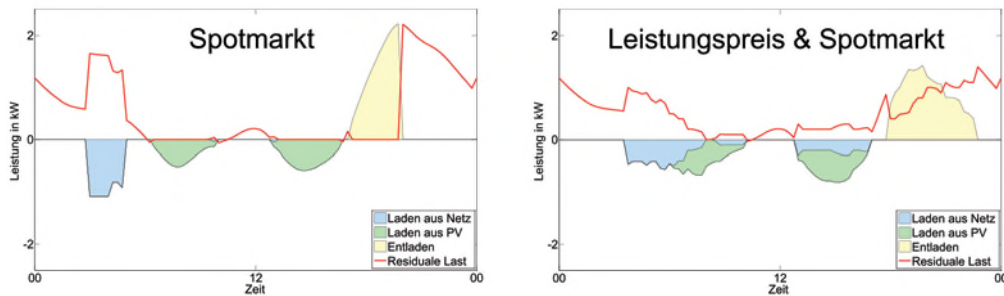 Spotmarkt
Leistung in kW
2
0
-2
00
12
00
Zeit
Laden aus Netz
Laden aus PV
Entladen
Residuale Last
Leistungspreis & Spotmarkt
Leistung in kW
2
0
-2
00
12
00
Zeit
Laden aus Netz
Laden aus PV
Entladen
Residuale Last